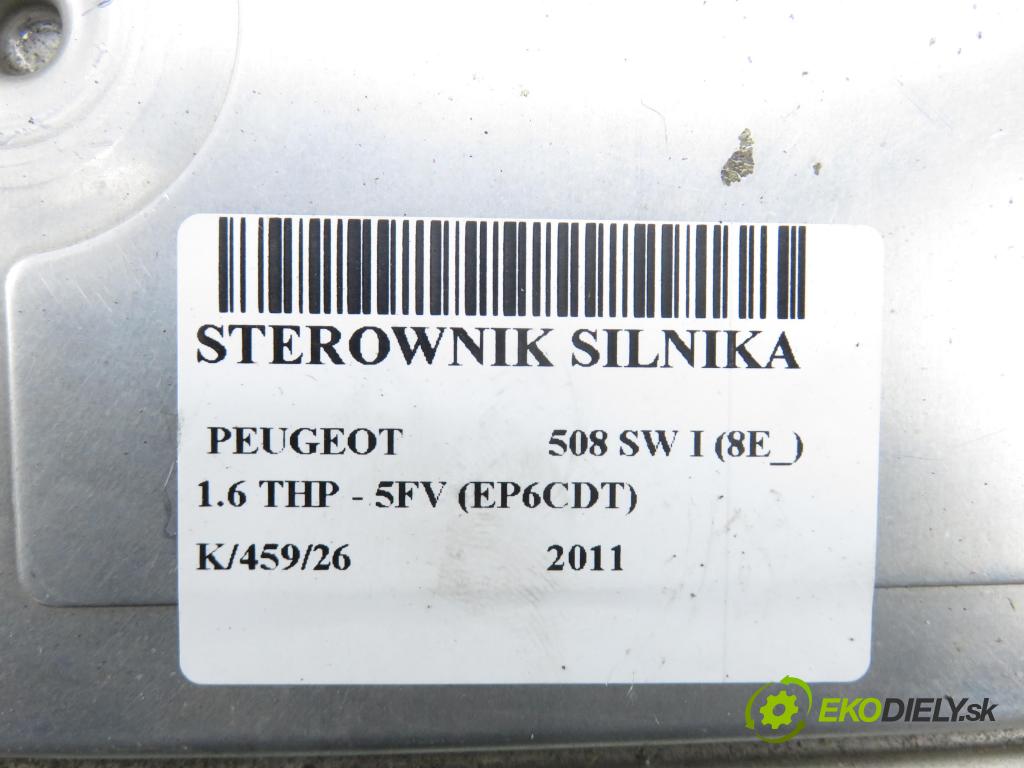 STEROWNIK SILNIKA
PEUGEOT 508 SW I (8E_)
1.6 THP - 5FV (EP6CDT)
K/459/26 2011
EKODIELY.sk